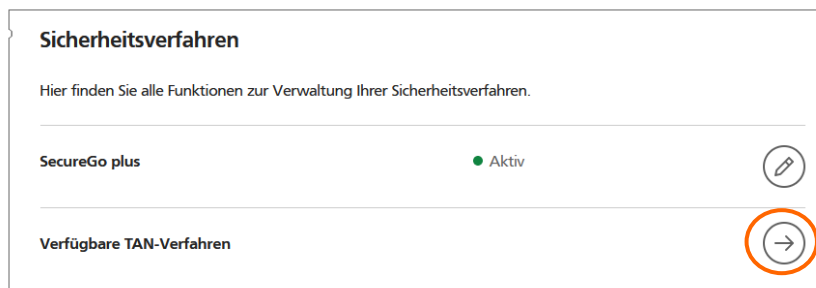 Sicherheitsverfahren
Hier finden Sie alle Funktionen zur Verwaltung Ihrer Sicherheitsverfahren.
SecureGo plus Aktiv
Verfügbare TAN-Verfahren